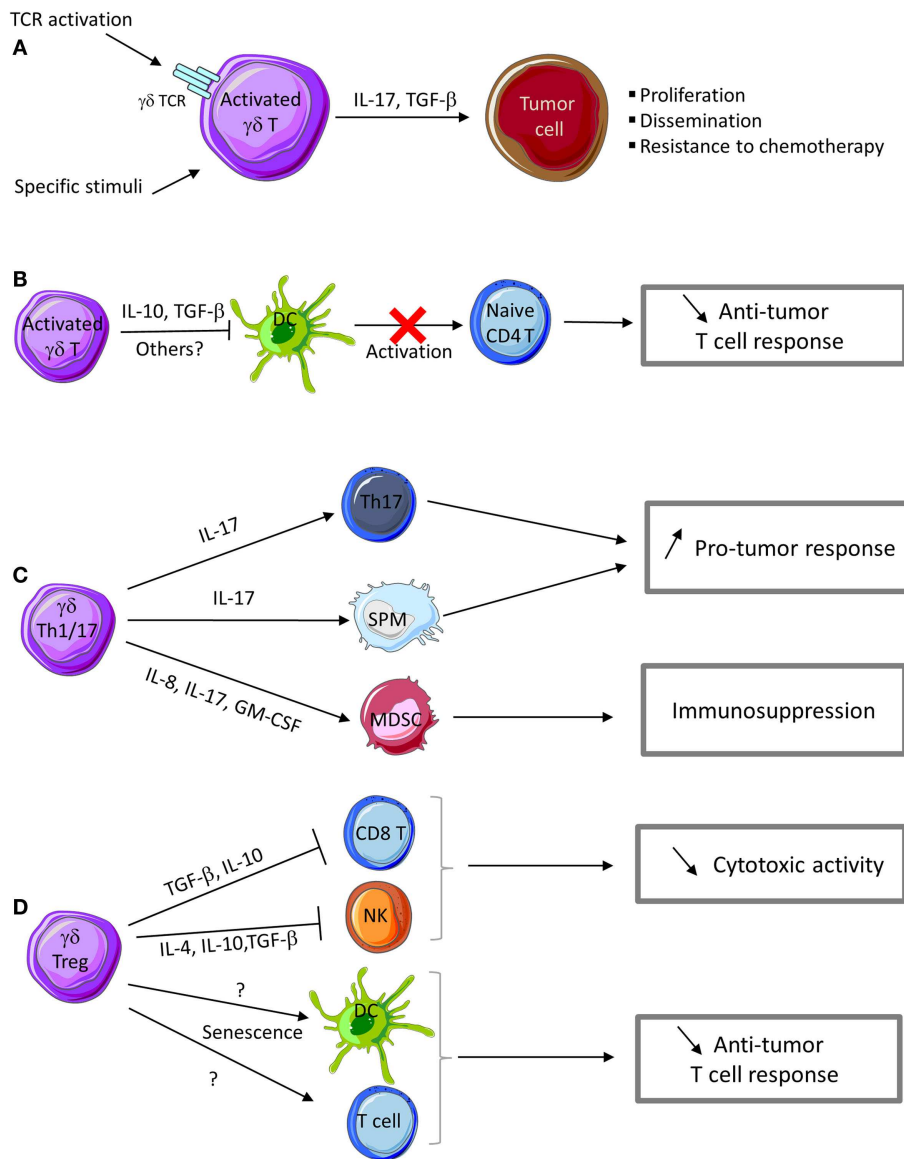 TCR activation
A
γδ TCR
Activated
γδ T
IL-17, TGF-β
Tumor
cell
▪ Proliferation
▪ Dissemination
▪ Resistance to chemotherapy
Specific stimuli
B
Activated
γδ T
IL-10, TGF-β
Others?
DC
Activation
Naive
CD4 T
↘ Anti-tumor
T cell response
C
γδ
Th1/17
IL-17
Th17
IL-17
SPM
IL-8, IL-17, GM-CSF
MDSC
↗ Pro-tumor response
Immunosuppression
D
γδ
Treg
TGF-β, IL-10
CD8 T
IL-4, IL-10,TGF-β
NK
↘ Cytotoxic activity
?
Senescence
DC
?
T cell
↘ Anti-tumor
T cell response